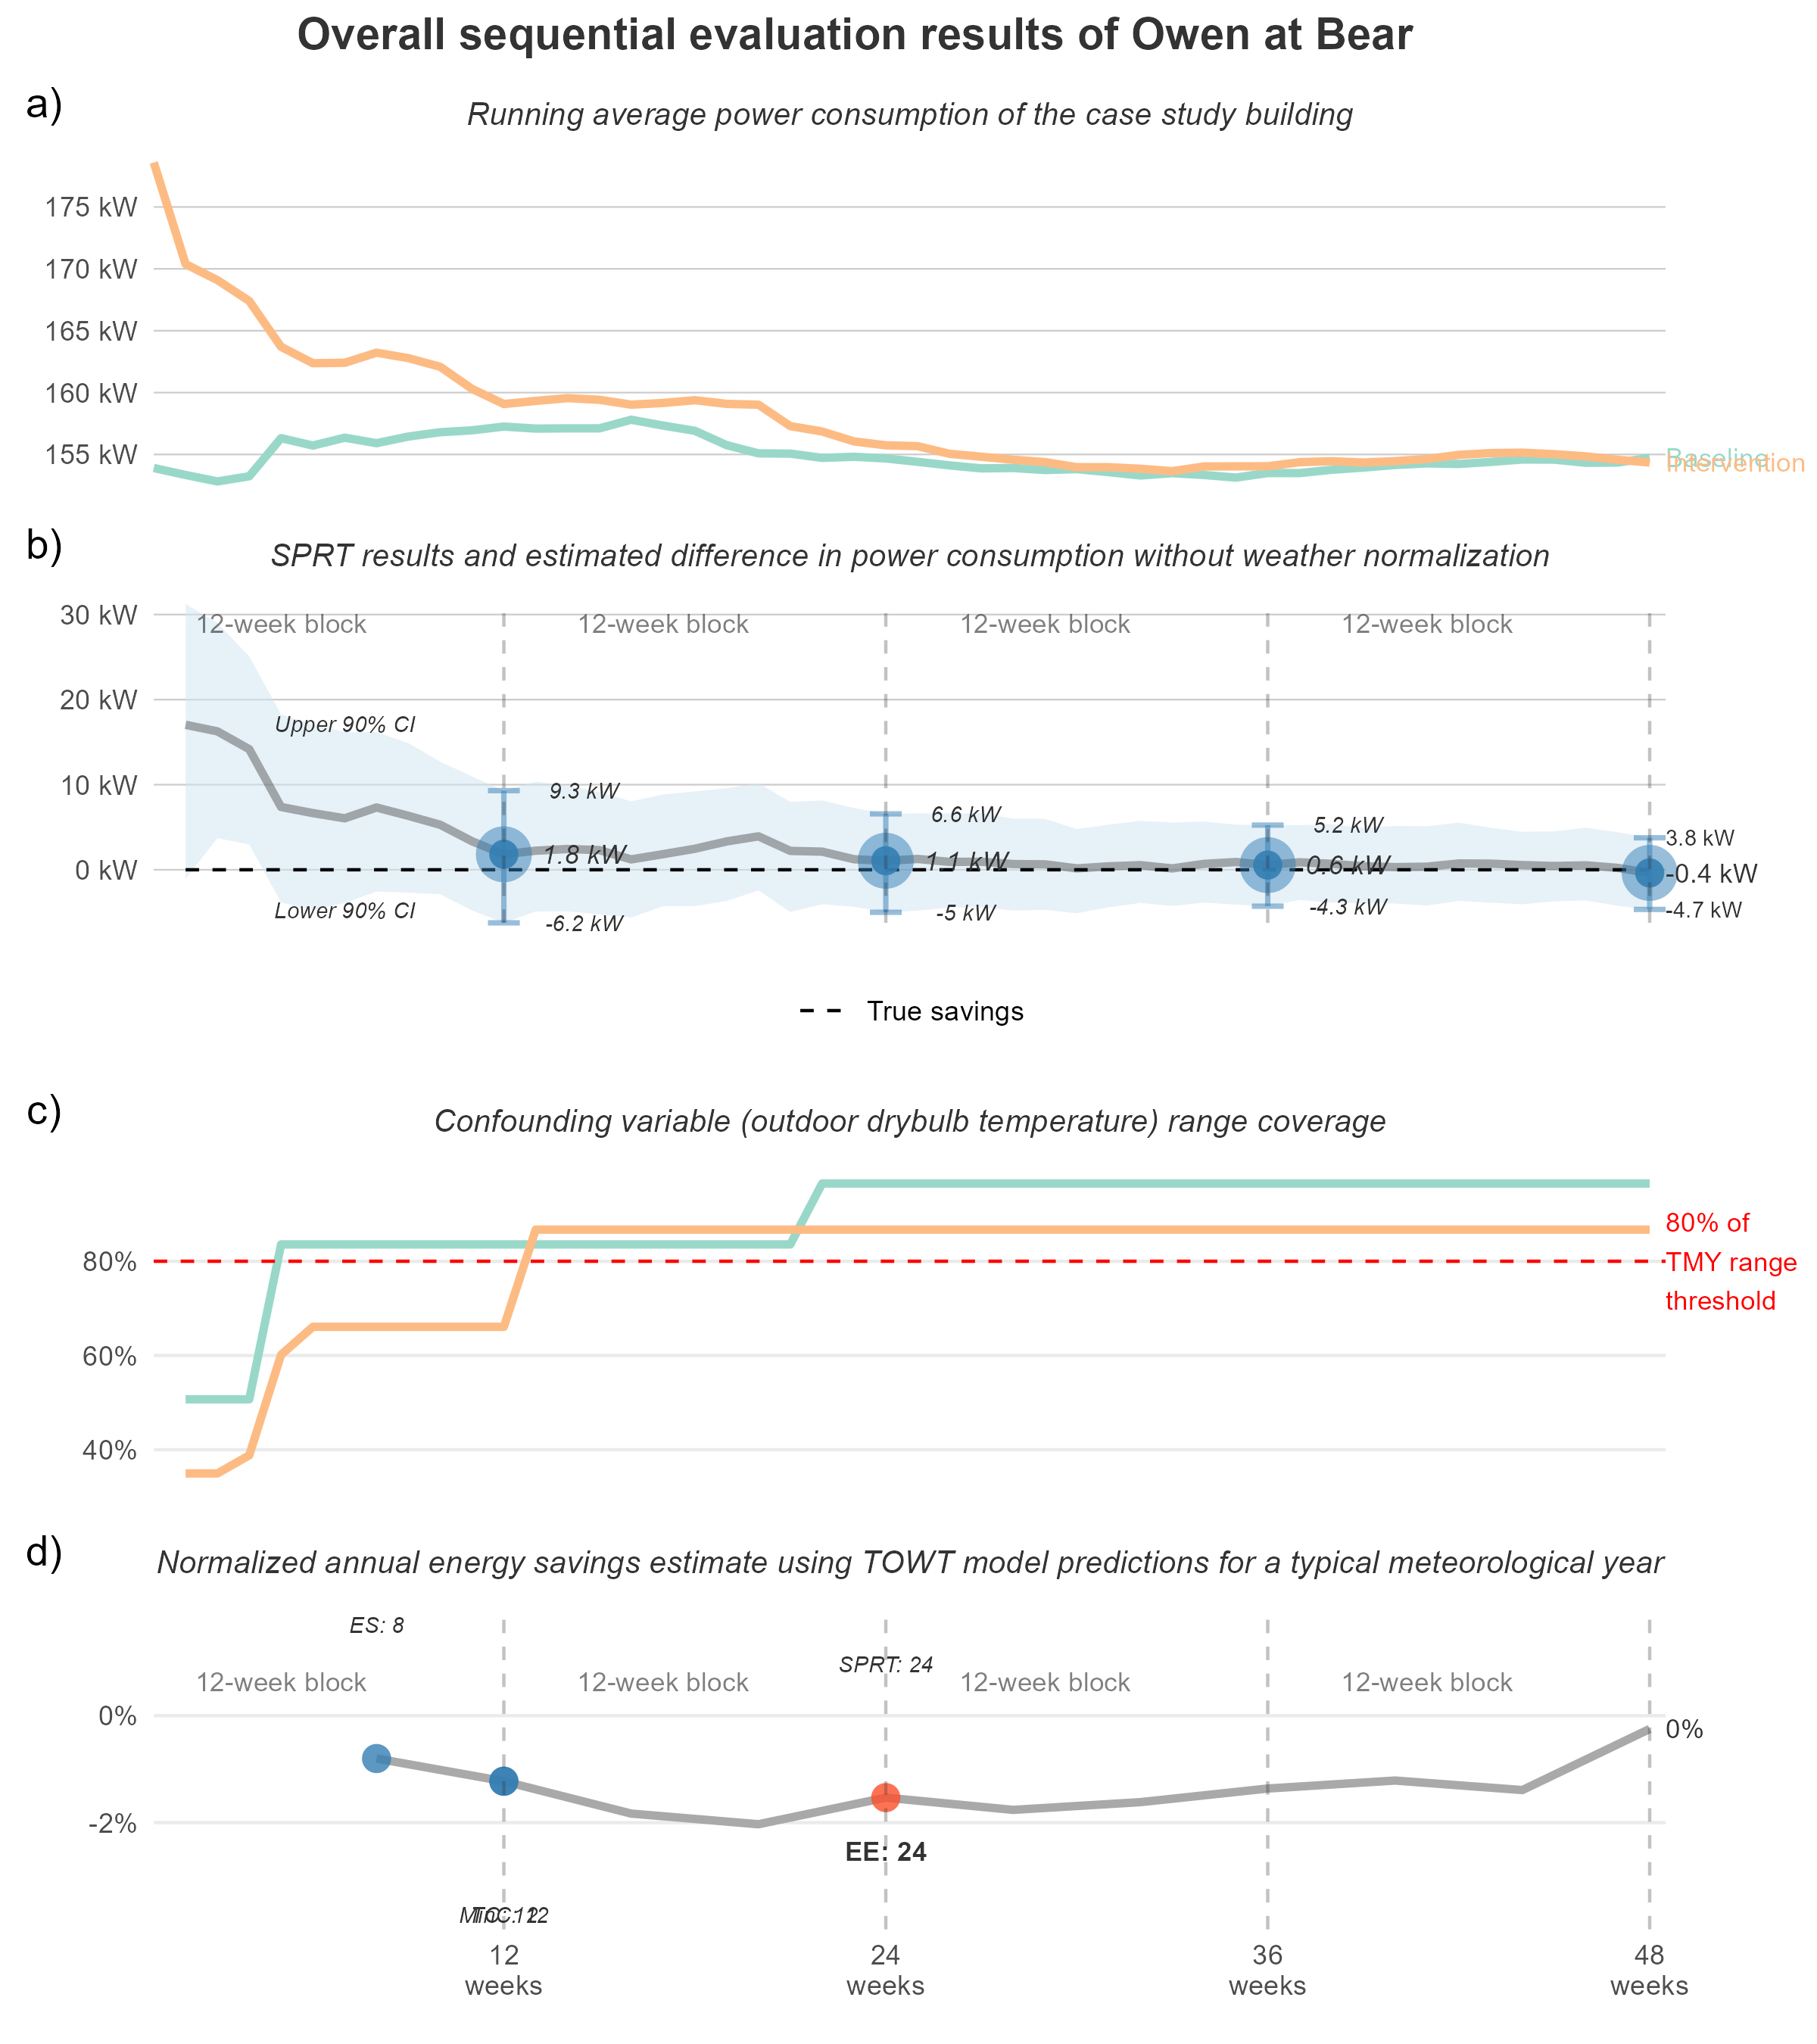 Overall sequential evaluation results of Owen at Bear
a)
Running average power consumption of the case study building
175 kW
170 kW
165 kW
160 kW
155 kW
Baseline
Intervention
b)
SPRT results and estimated difference in power consumption without weather normalization
30 kW
20 kW
10 kW
0 kW
12-week block
12-week block
12-week block
12-week block
Upper 90% CI
Lower 90% CI
9.3 kW
1.8 kW
-6.2 kW
6.6 kW
1.1 kW
-5 kW
5.2 kW
0.6 kW
-4.3 kW
3.8 kW
-0.4 kW
-4.7 kW
True savings
c)
Confounding variable (outdoor drybulb temperature) range coverage
80%
60%
40%
80% of
TMY range
threshold
d)
Normalized annual energy savings estimate using TOWT model predictions for a typical meteorological year
ES: 8
SPRT: 24
12-week block
12-week block
12-week block
12-week block
0%
-2%
0%
EE: 24
12
weeks
24
weeks
36
weeks
48
weeks